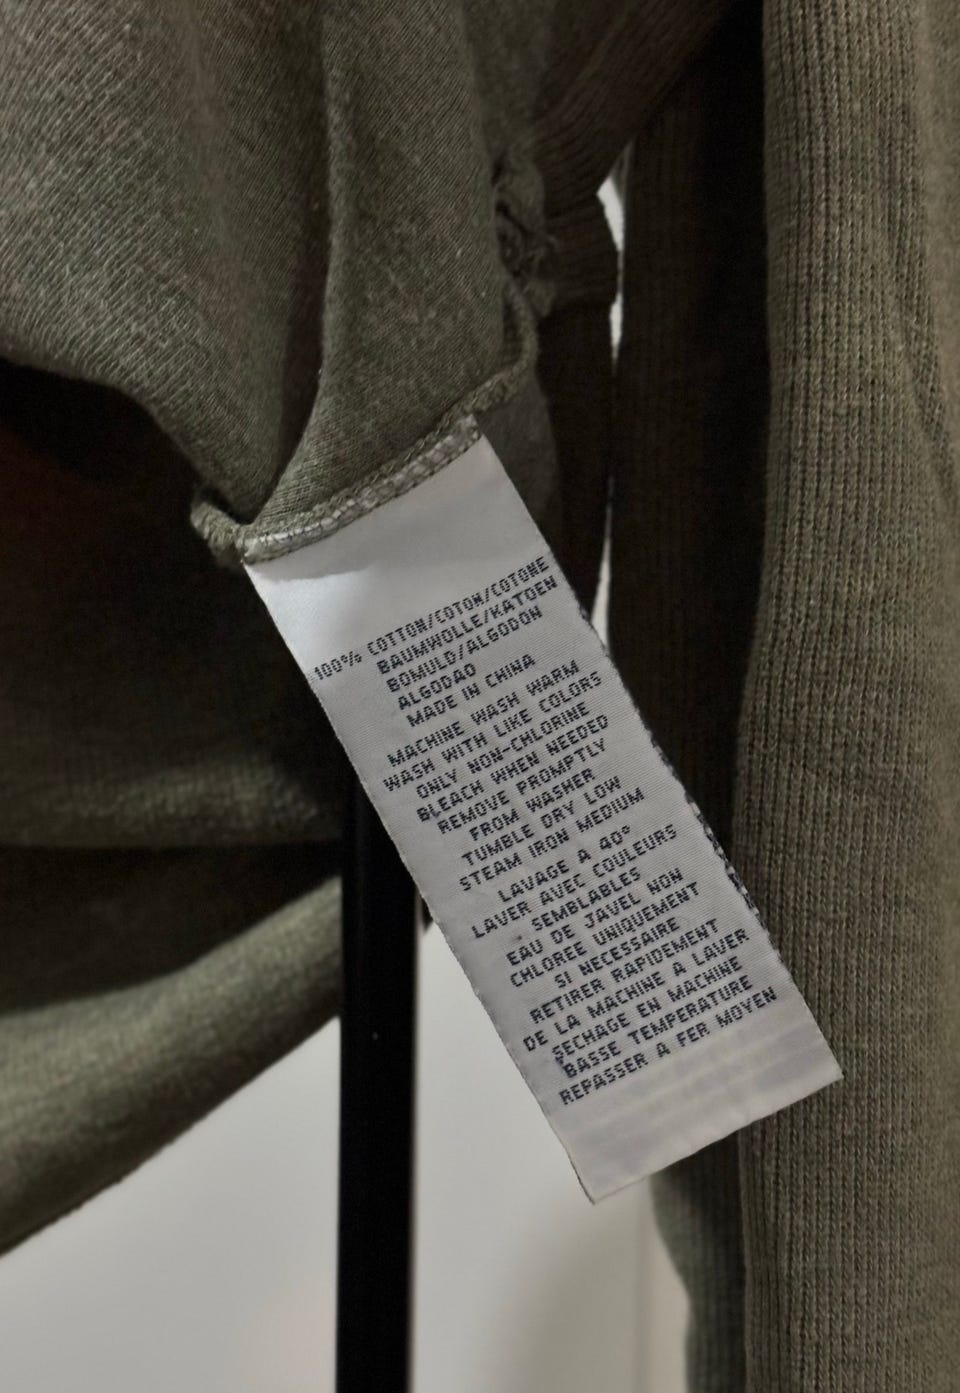 100% COTTON/COTON/COTONE
BAUMWOLLE/KATOEN
BOMULD/ALGODON
ALGODAO
MADE IN CHINA
MACHINE WASH WARM
WASH WITH LIKE COLORS
ONLY NON-CHLORINE
BLEACH WHEN NEEDED
REMOVE PROMPTLY
FROM WASHER
TUMBLE DRY LOW
STEAM IRON MEDIUM
LAVAGE A 40°
LAVER AVEC COULEURS
SEMBLABLES
EAU DE JAVEL NON
CHLOREE UNIQUEMENT
SI NECESSAIRE
RETIRER RAPIDEMENT
DE LA MACHINE A LAVER
SECHAGE EN MACHINE
BASSE TEMPERATURE
REPASSER A FER MOYEN